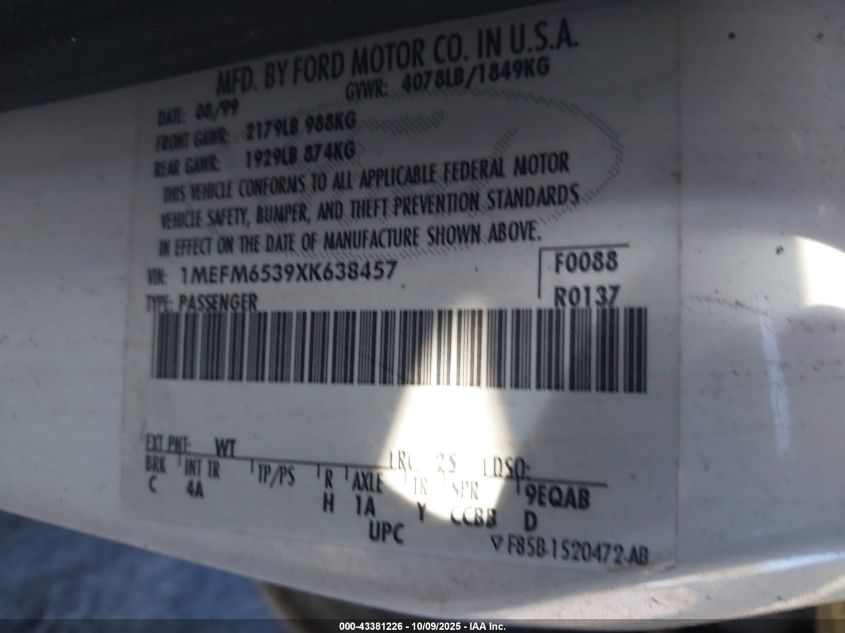 MFD. BY FORD MOTOR CO. IN U.S.A.
DATE: 08/99 GVWR: 4078LB/1849KG
FRONT GAWR: 2179LB 988KG
REAR GAWR: 1929LB 874KG
THIS VEHICLE CONFORMS TO ALL APPLICABLE FEDERAL MOTOR
VEHICLE SAFETY, BUMPER, AND THEFT PREVENTION STANDARDS
IN EFFECT ON THE DATE OF MANUFACTURE SHOWN ABOVE.
VIN: 1MEFM6539XK638457 F0088
TYPE: PASSENGER R0137
EXT PNT: WT LRC: 25 LDSO:
BRK INT TR TP/PS R AXLE TR SPR 9EQAB
C 4A H 1A Y CCBB D
UPC ▽F85B-1520472-AB
000-43381226 - 10/09/2025 - IAA Inc.